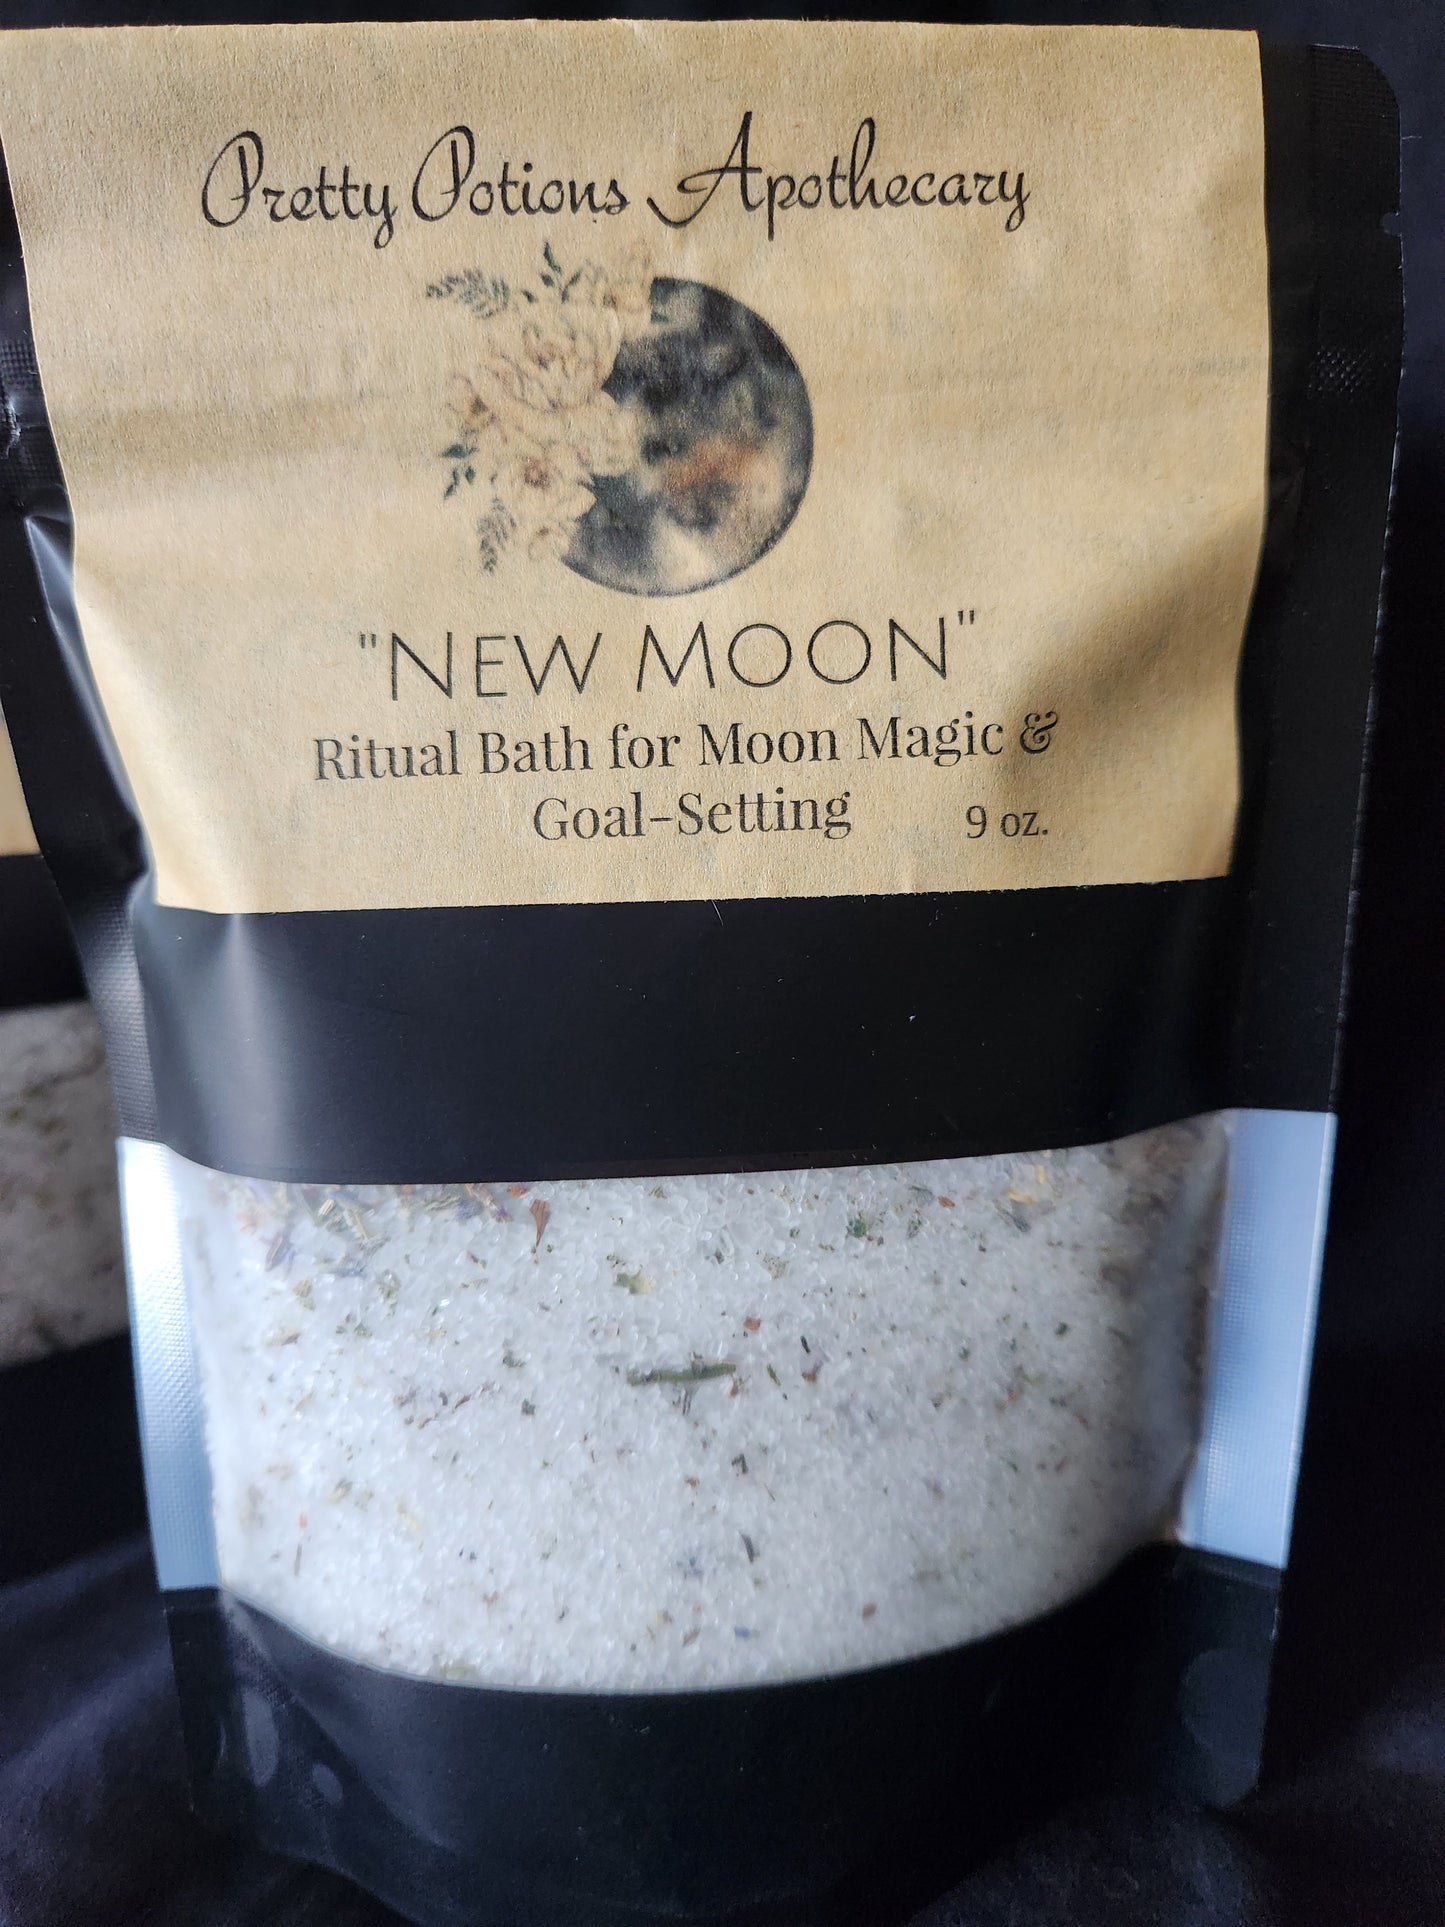 Pretty Potions Apothecary
"NEW MOON"
Ritual Bath for Moon Magic &
Goal-Setting 9 oz.